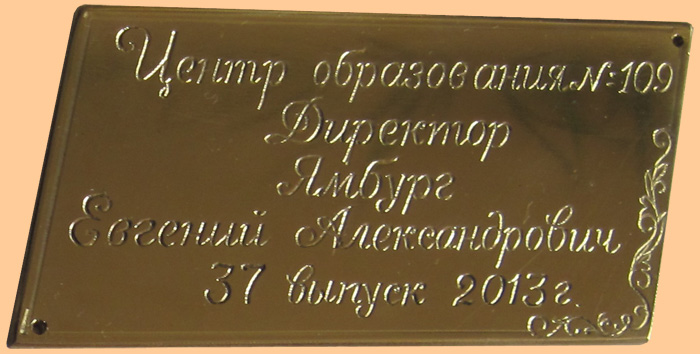 Центр образования №109
Директор
Ямбург
Евгений Александрович
37 выпуск 2013г.